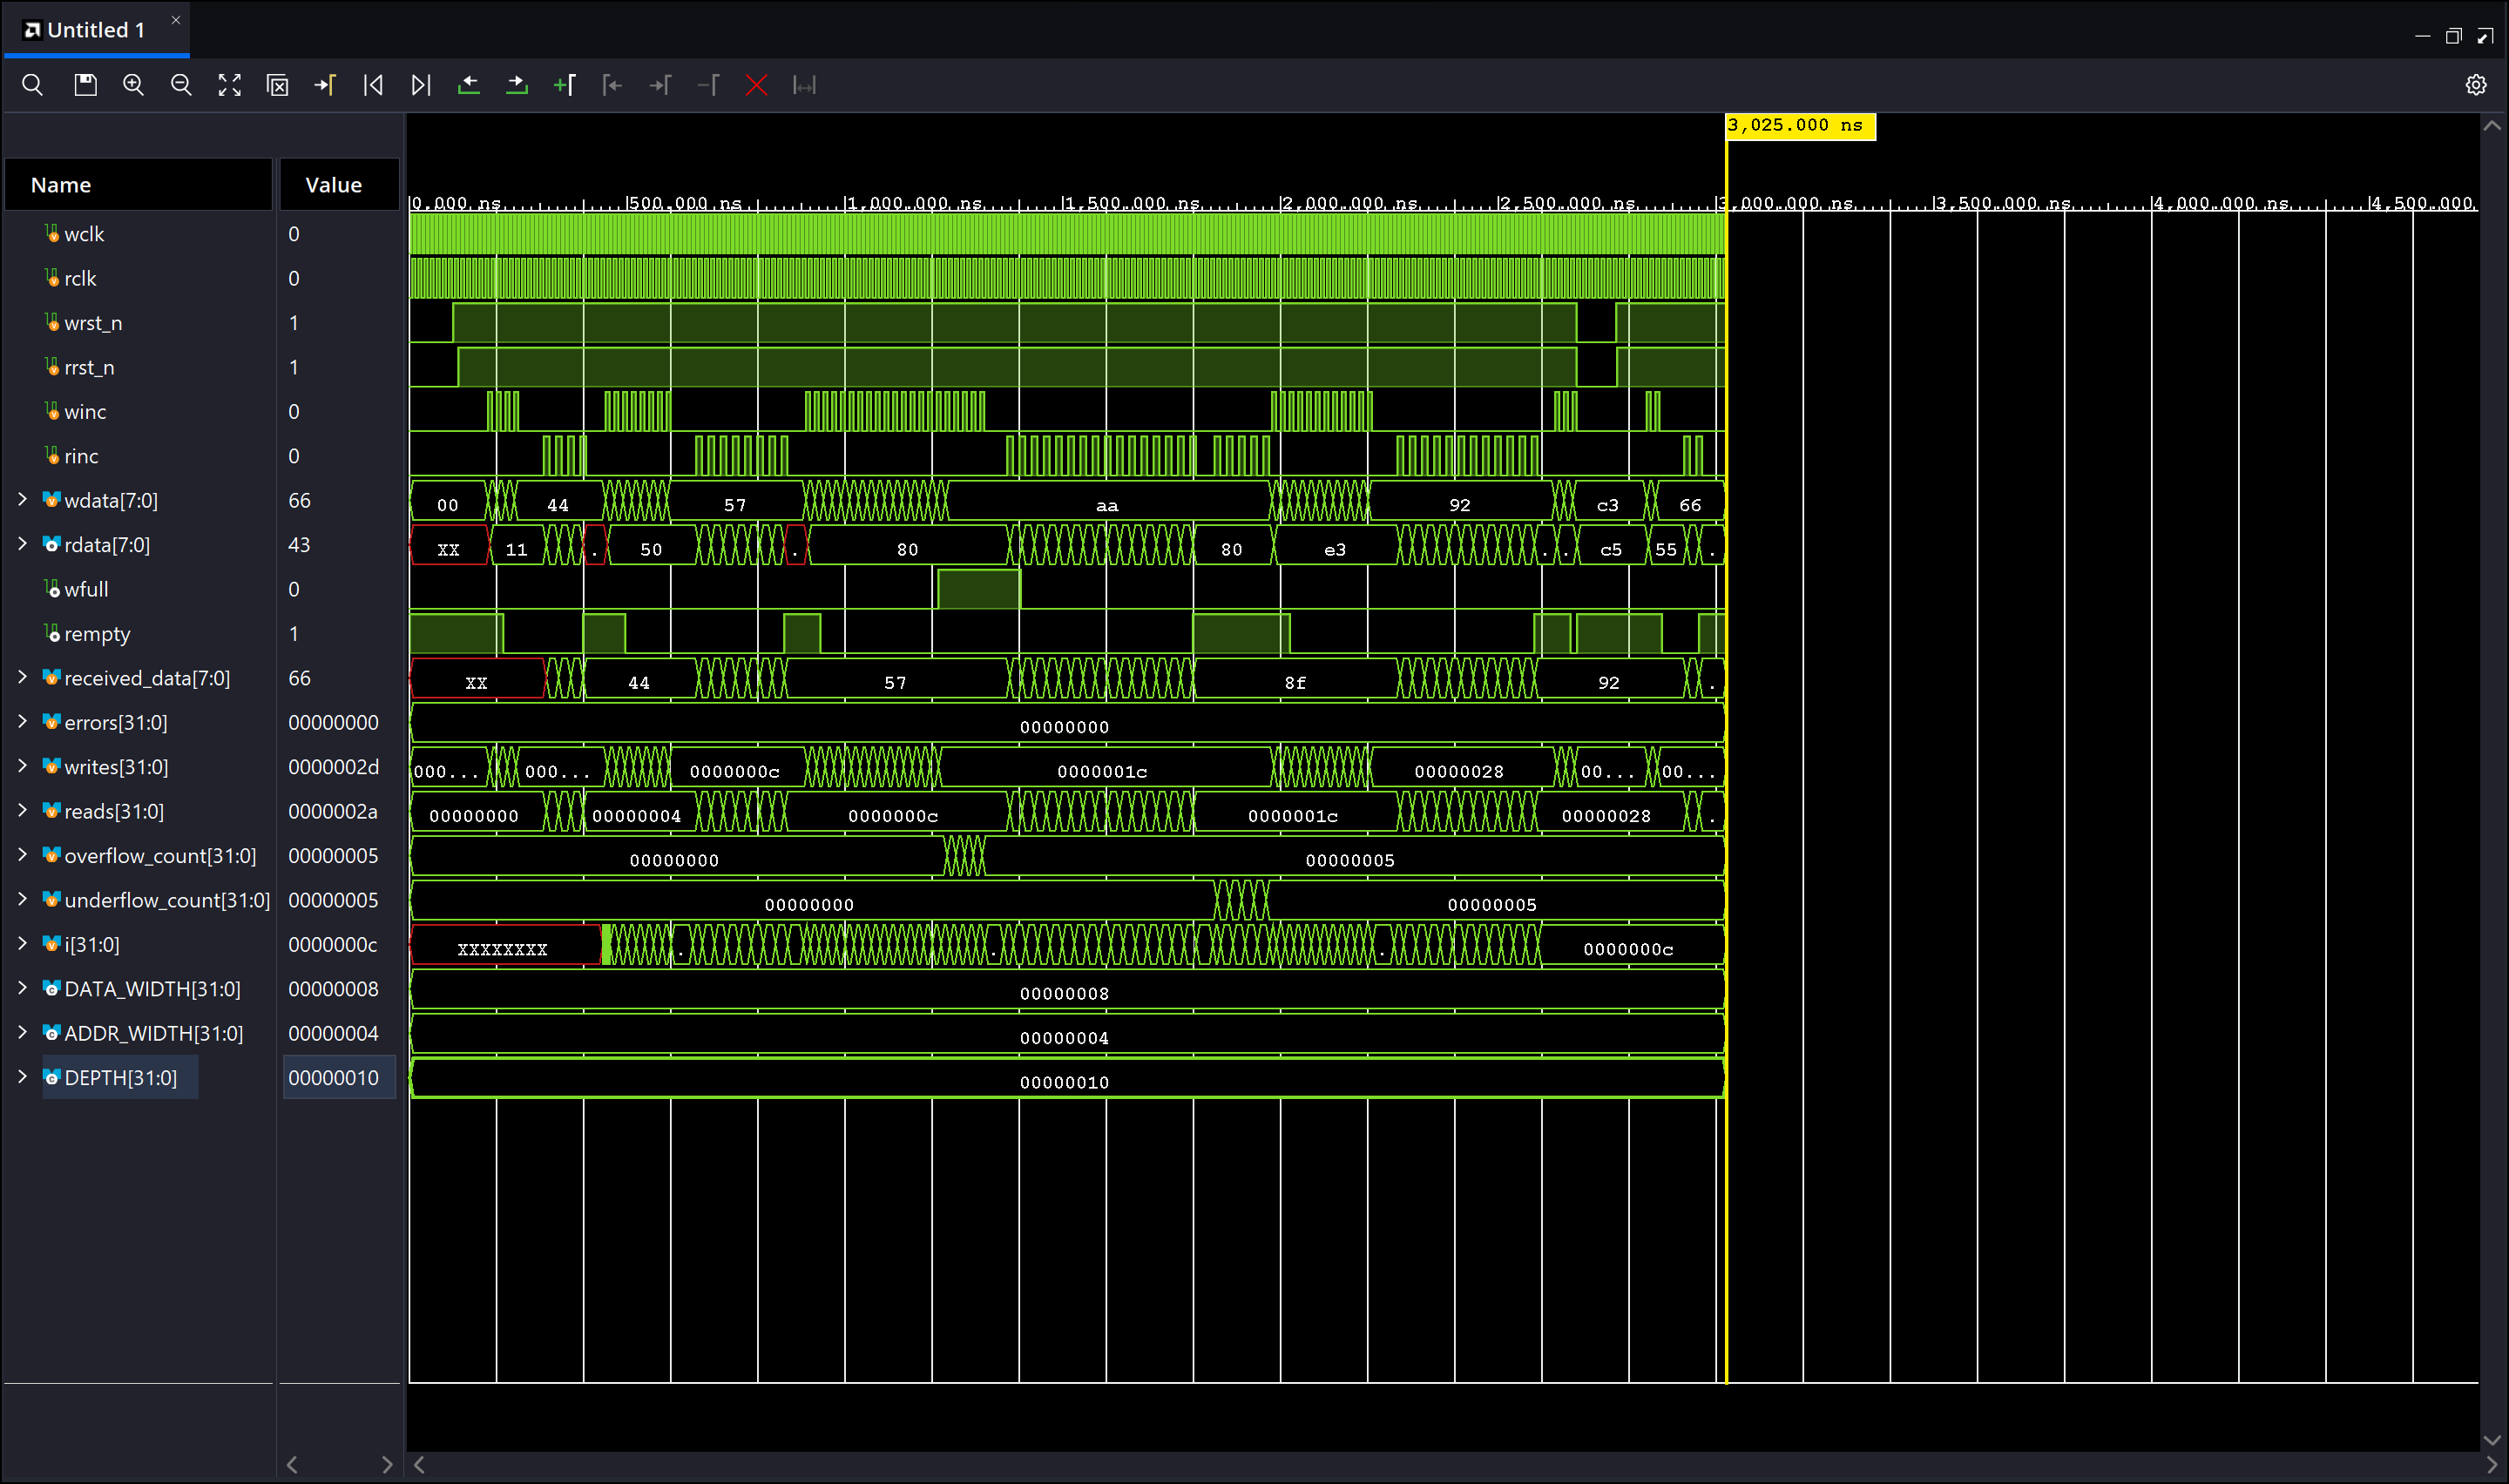 Untitled 1
3,025.000 ns
Name Value
0.000 ns 500.000 ns 1,000.000 ns 1,500.000 ns 2,000.000 ns 2,500.000 ns 3,000.000 ns 3,500.000 ns 4,000.000 ns 4,500.000
wclk 0
rclk 0
wrst_n 1
rrst_n 1
winc 0
rinc 0
wdata[7:0] 66 00 44 57 aa 92 c3 66
rdata[7:0] 43 XX 11 . 50 . 80 80 e3 . . c5 55 .
wfull 0
rempty 1
received_data[7:0] 66 XX 44 57 8f 92 .
errors[31:0] 00000000 00000000
writes[31:0] 0000002d 000... 000... 0000000c 0000001c 00000028 00... 00...
reads[31:0] 0000002a 00000000 00000004 0000000c 0000001c 00000028 .
overflow_count[31:0] 00000005 00000000 00000005
underflow_count[31:0] 00000005 00000000 00000005
i[31:0] 0000000c XXXXXXXX . . . 0000000c
DATA_WIDTH[31:0] 00000008 00000008
ADDR_WIDTH[31:0] 00000004 00000004
DEPTH[31:0] 00000010 00000010